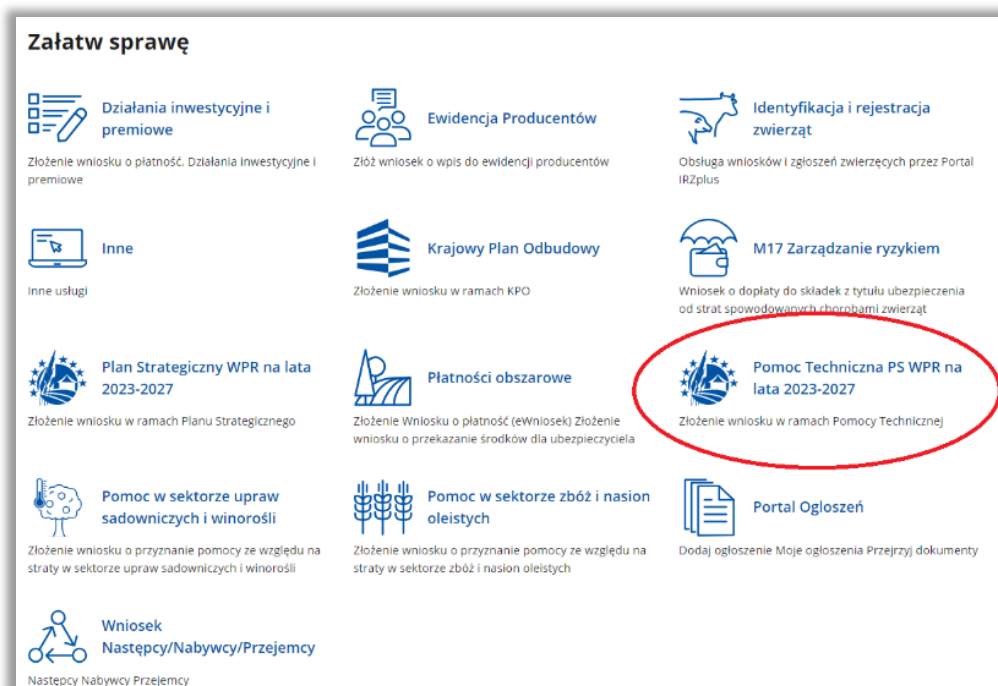 Załatw sprawę
Działania inwestycyjne i
premiowe
Złożenie wniosku o płatność. Działania inwestycyjne i
premiowe
Ewidencja Producentów
Złóż wniosek o wpis do ewidencji producentów
Identyfikacja i rejestracja
zwierząt
Obsługa wniosków i zgłoszeń zwierzęcych przez Portal
IRZplus
Inne
Inne usługi
Krajowy Plan Odbudowy
Złożenie wniosku w ramach KPO
M17 Zarządzanie ryzykiem
Wniosek o dopłaty do składek z tytułu ubezpieczenia
od strat spowodowanych chorobami zwierząt
Plan Strategiczny WPR na lata
2023-2027
Złożenie wniosku w ramach Planu Strategicznego
Płatności obszarowe
Złożenie Wniosku o płatność (eWniosek) Złożenie
wniosku o przekazanie środków dla ubezpieczyciela
Pomoc Techniczna PS WPR na
lata 2023-2027
Złożenie wniosku w ramach Pomocy Technicznej
Pomoc w sektorze upraw
sadowniczych i winorośli
Złożenie wniosku o przyznanie pomocy ze względu na
straty w sektorze upraw sadowniczych i winorośli
Pomoc w sektorze zbóż i nasion
oleistych
Złożenie wniosku o przyznanie pomocy ze względu na
straty w sektorze zbóż i nasion oleistych
Portal Ogloszeń
Dodaj ogłoszenie Moje ogłoszenia Przejrzyj dokumenty
Wniosek
Następcy/Nabywcy/Przejemcy
Następcy Nabywcy Przejemcy